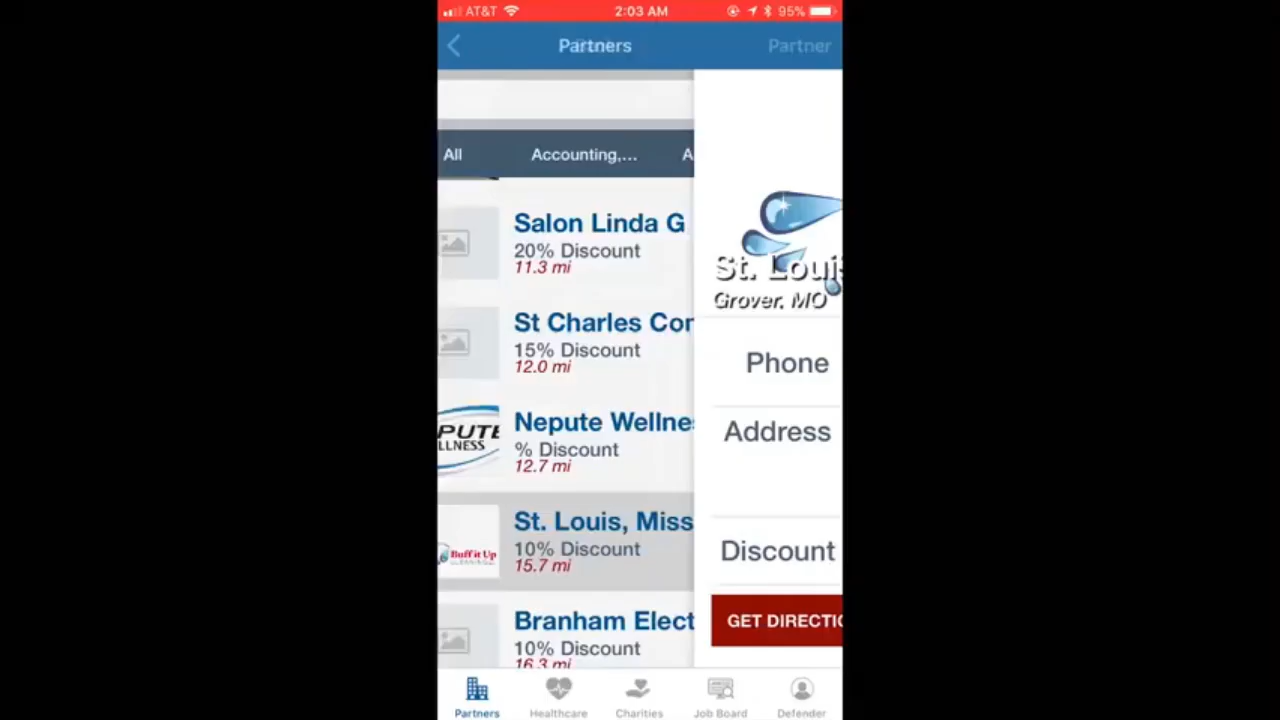 AT&T 2:03 AM 95%
Partners Partner
All Accounting,... A
Salon Linda G
20% Discount
11.3 mi
St Charles Cor
15% Discount
12.0 mi
PUTE
LLNESS
Nepute Wellnes
% Discount
12.7 mi
Buff it Up
St. Louis, Miss
10% Discount
15.7 mi
Branham Elect
10% Discount
16.3 mi
St. Louis
Grover, MO
Phone
Address
Discount
GET DIRECTIO
Partners Healthcare Charities Job Board Defender